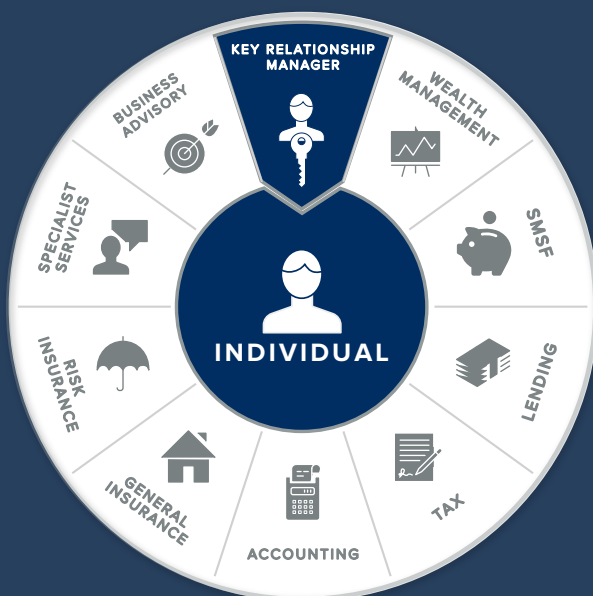 KEY RELATIONSHIP
MANAGER
WEALTH
MANAGEMENT
SMSF
LENDING
TAX
ACCOUNTING
GENERAL
INSURANCE
RISK
INSURANCE
SPECIALIST
SERVICES
BUSINESS
ADVISORY
INDIVIDUAL